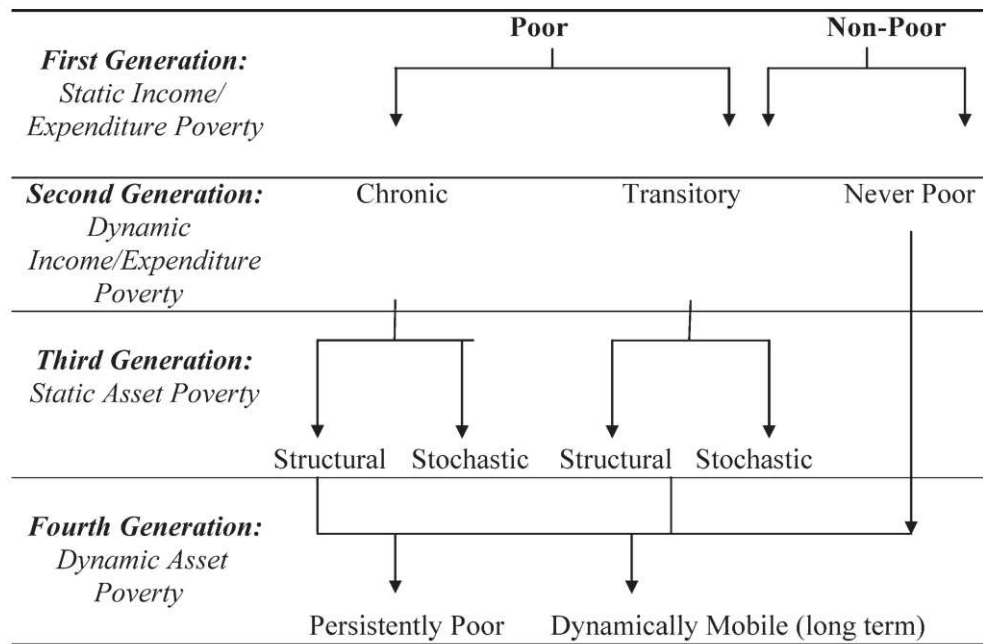 Poor Non-Poor
First Generation:
Static Income/
Expenditure Poverty
Second Generation: Chronic Transitory Never Poor
Dynamic
Income/Expenditure
Poverty
Third Generation:
Static Asset Poverty
Structural Stochastic Structural Stochastic
Fourth Generation:
Dynamic Asset
Poverty
Persistently Poor Dynamically Mobile (long term)